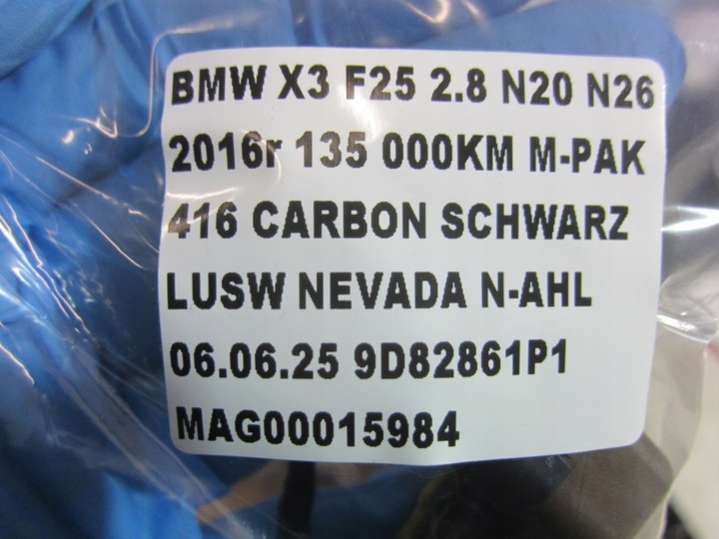 BMW X3 F25 2.8 N20 N26
2016r 135 000KM M-PAK
416 CARBON SCHWARZ
LUSW NEVADA N-AHL
06.06.25 9D82861P1
MAG00015984